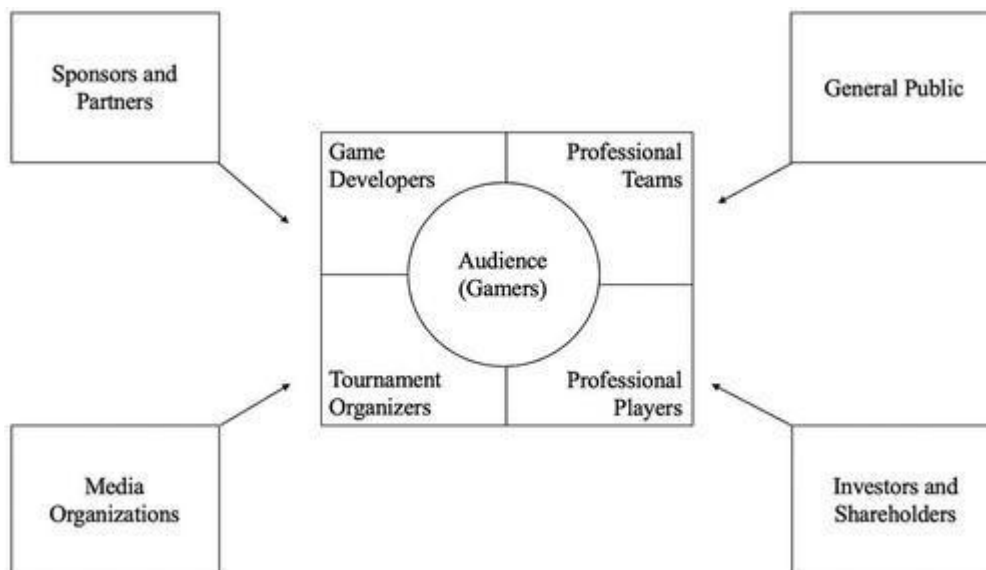 Sponsors and
Partners
General Public
Game
Developers
Professional
Teams
Audience
(Gamers)
Tournament
Organizers
Professional
Players
Media
Organizations
Investors and
Shareholders